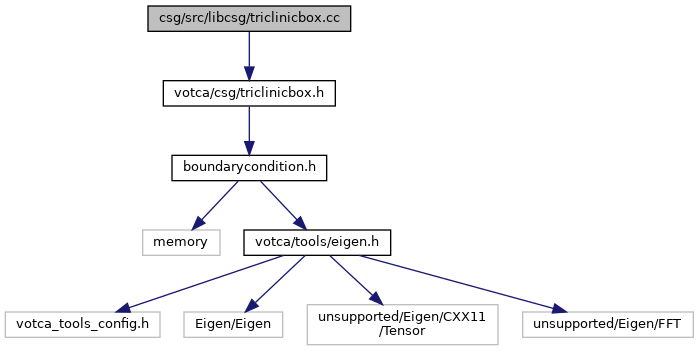 csg/src/libcsg/triclinicbox.cc
votca/csg/triclinicbox.h
boundarycondition.h
memory
votca/tools/eigen.h
votca_tools_config.h
Eigen/Eigen
unsupported/Eigen/CXX11
/Tensor
unsupported/Eigen/FFT